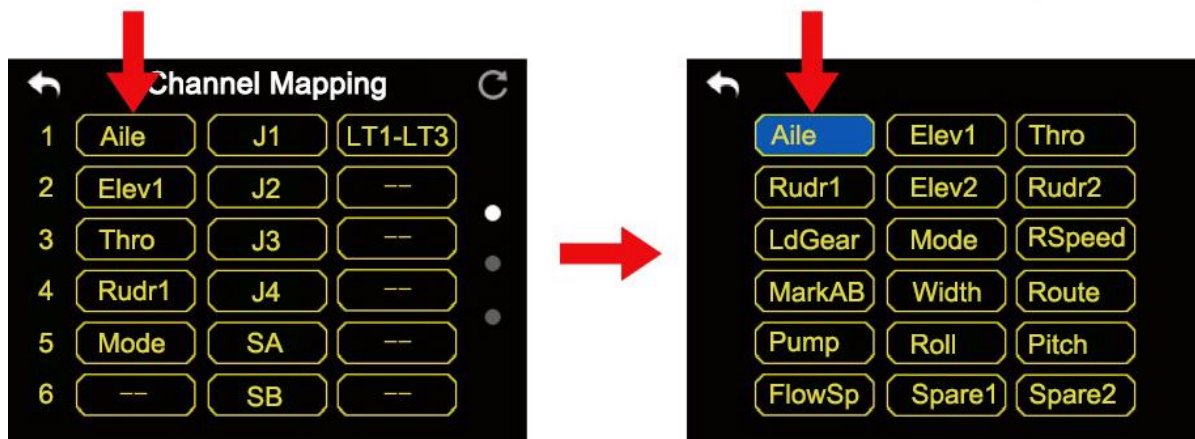 Channel Mapping
1 Aile J1 LT1-LT3
2 Elev1 J2 --
3 Thro J3 --
4 Rudr1 J4 --
5 Mode SA --
6 -- SB --
Aile Elev1 Thro
Rudr1 Elev2 Rudr2
LdGear Mode RSpeed
MarkAB Width Route
Pump Roll Pitch
FlowSp Spare1 Spare2